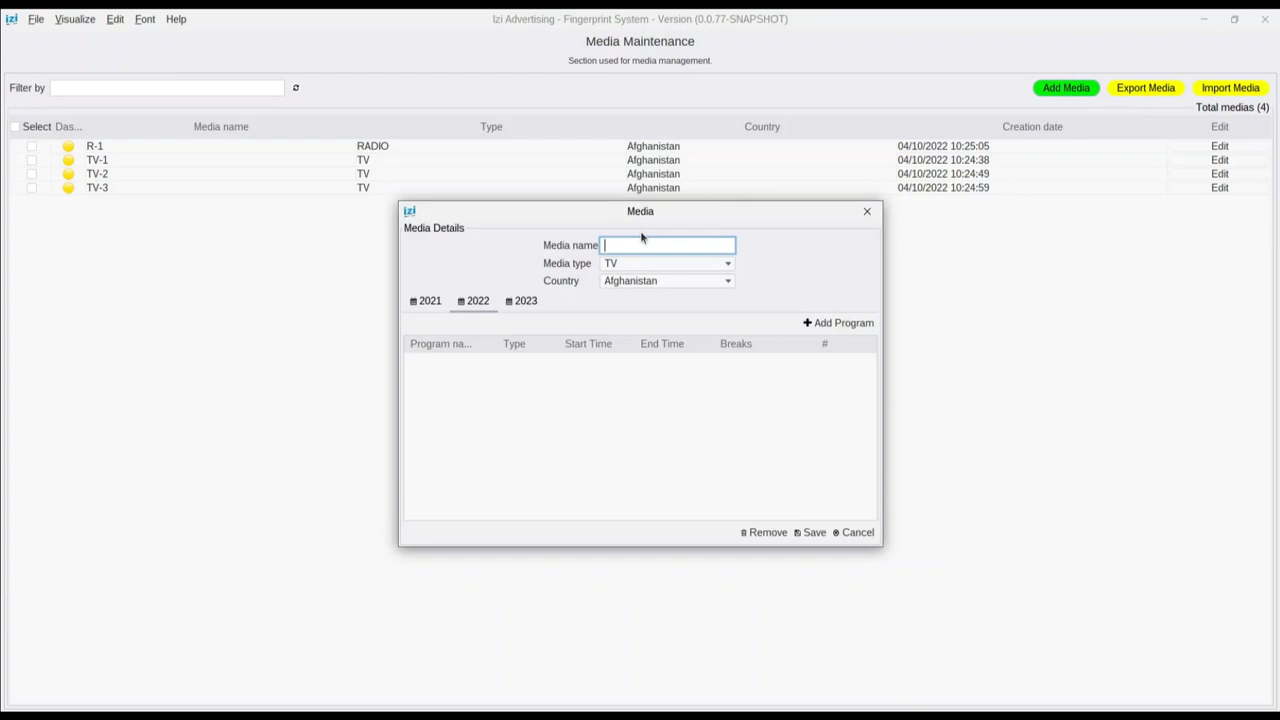 izi File Visualize Edit Font Help Izi Advertising - Fingerprint System - Version (0.0.77-SNAPSHOT)
Media Maintenance
Section used for media management.
Filter by Add Media Export Media Import Media
Total medias (4)
Select Das... Media name Type Country Creation date Edit
R-1 RADIO Afghanistan 04/10/2022 10:25:05 Edit
TV-1 TV Afghanistan 04/10/2022 10:24:38 Edit
TV-2 TV Afghanistan 04/10/2022 10:24:49 Edit
TV-3 TV Afghanistan 04/10/2022 10:24:59 Edit
izi Media
Media Details
Media name
Media type TV
Country Afghanistan
2021 2022 2023
Add Program
Program na... Type Start Time End Time Breaks #
Remove Save Cancel